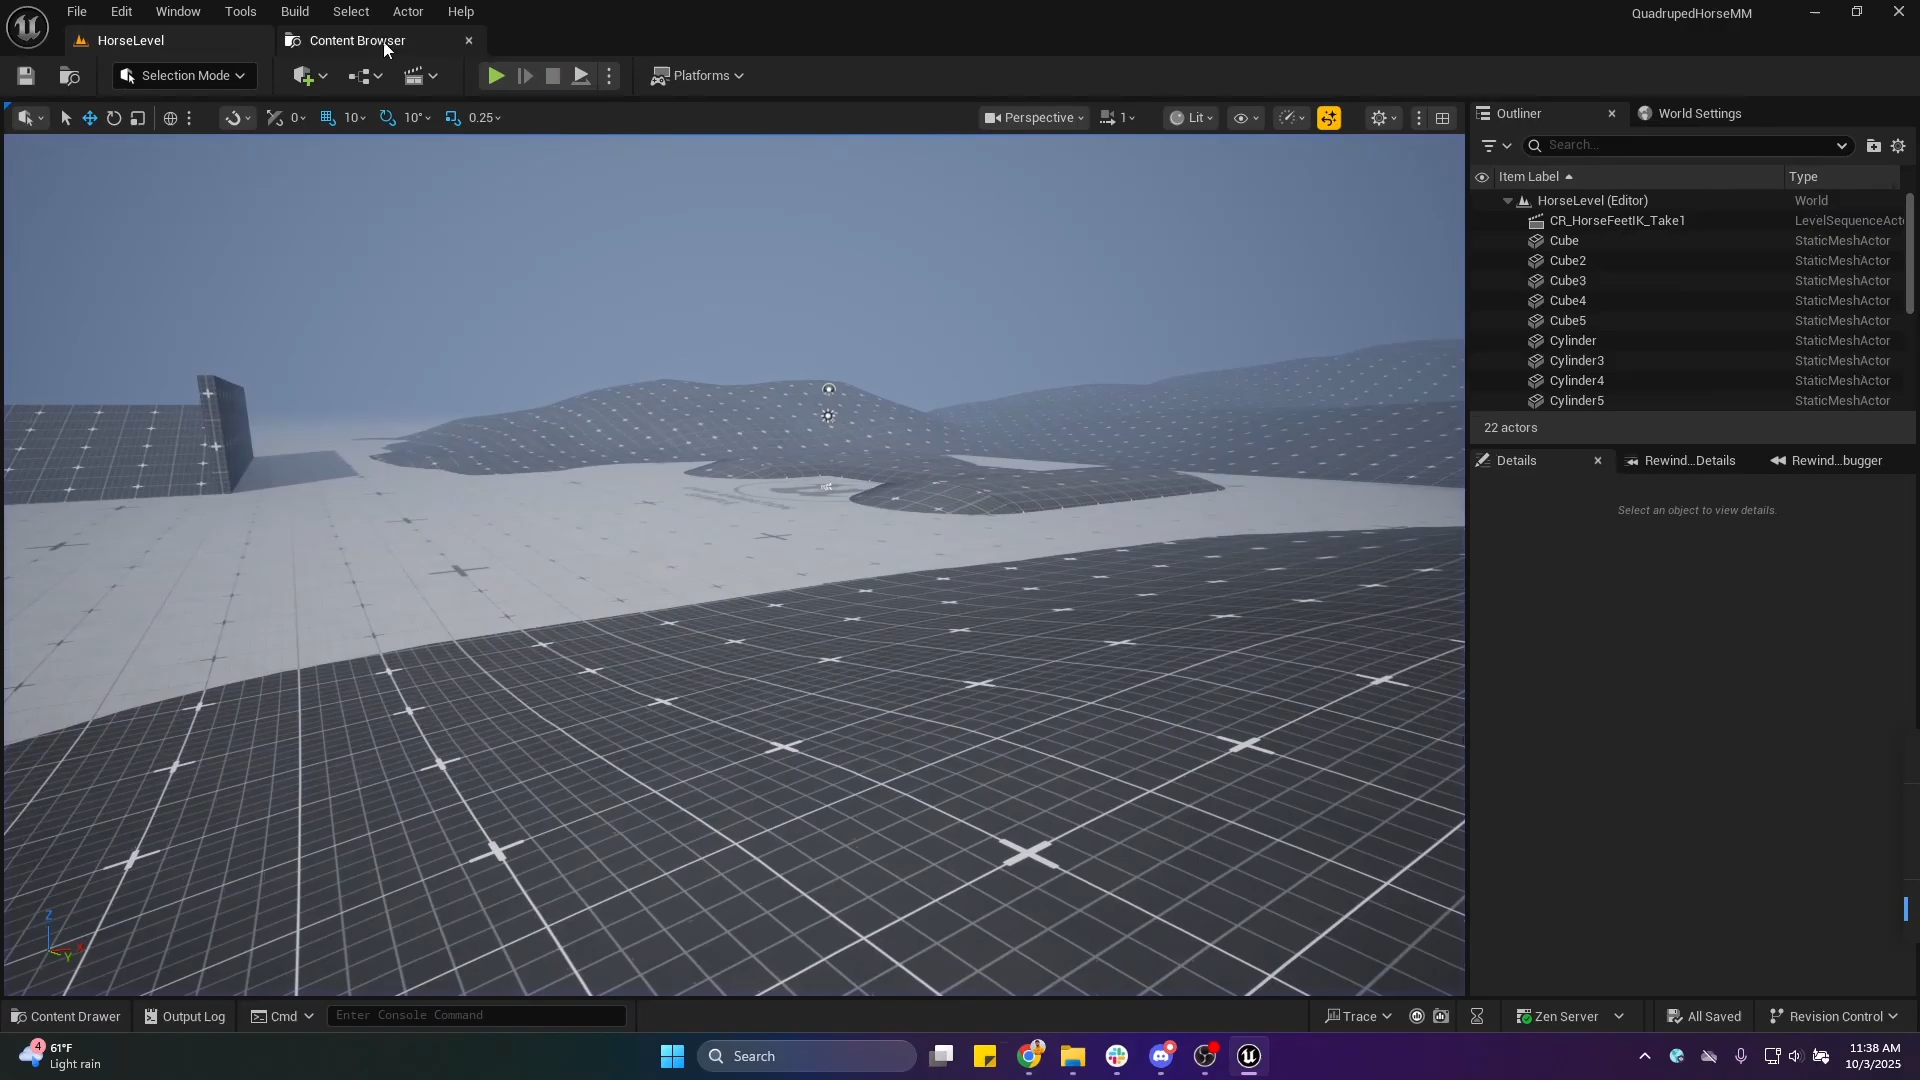 File Edit Window Tools Build Select Actor Help
QuadrupedHorseMM
HorseLevel
Content Browser
Selection Mode
Platforms
0
10
10°
0.25
Perspective
1
Lit
Outliner
World Settings
Search...
Item Label
Type
HorseLevel (Editor) World
CR_HorseFeetIK_Take1 LevelSequenceActo
Cube StaticMeshActor
Cube2 StaticMeshActor
Cube3 StaticMeshActor
Cube4 StaticMeshActor
Cube5 StaticMeshActor
Cylinder StaticMeshActor
Cylinder3 StaticMeshActor
Cylinder4 StaticMeshActor
Cylinder5 StaticMeshActor
22 actors
Details
Rewind...Details
Rewind...bugger
Select an object to view details.
Z
X
Y
Content Drawer
Output Log
Cmd
Enter Console Command
Trace
Zen Server
All Saved
Revision Control
4
61°F
Light rain
Search
11:38 AM
10/3/2025